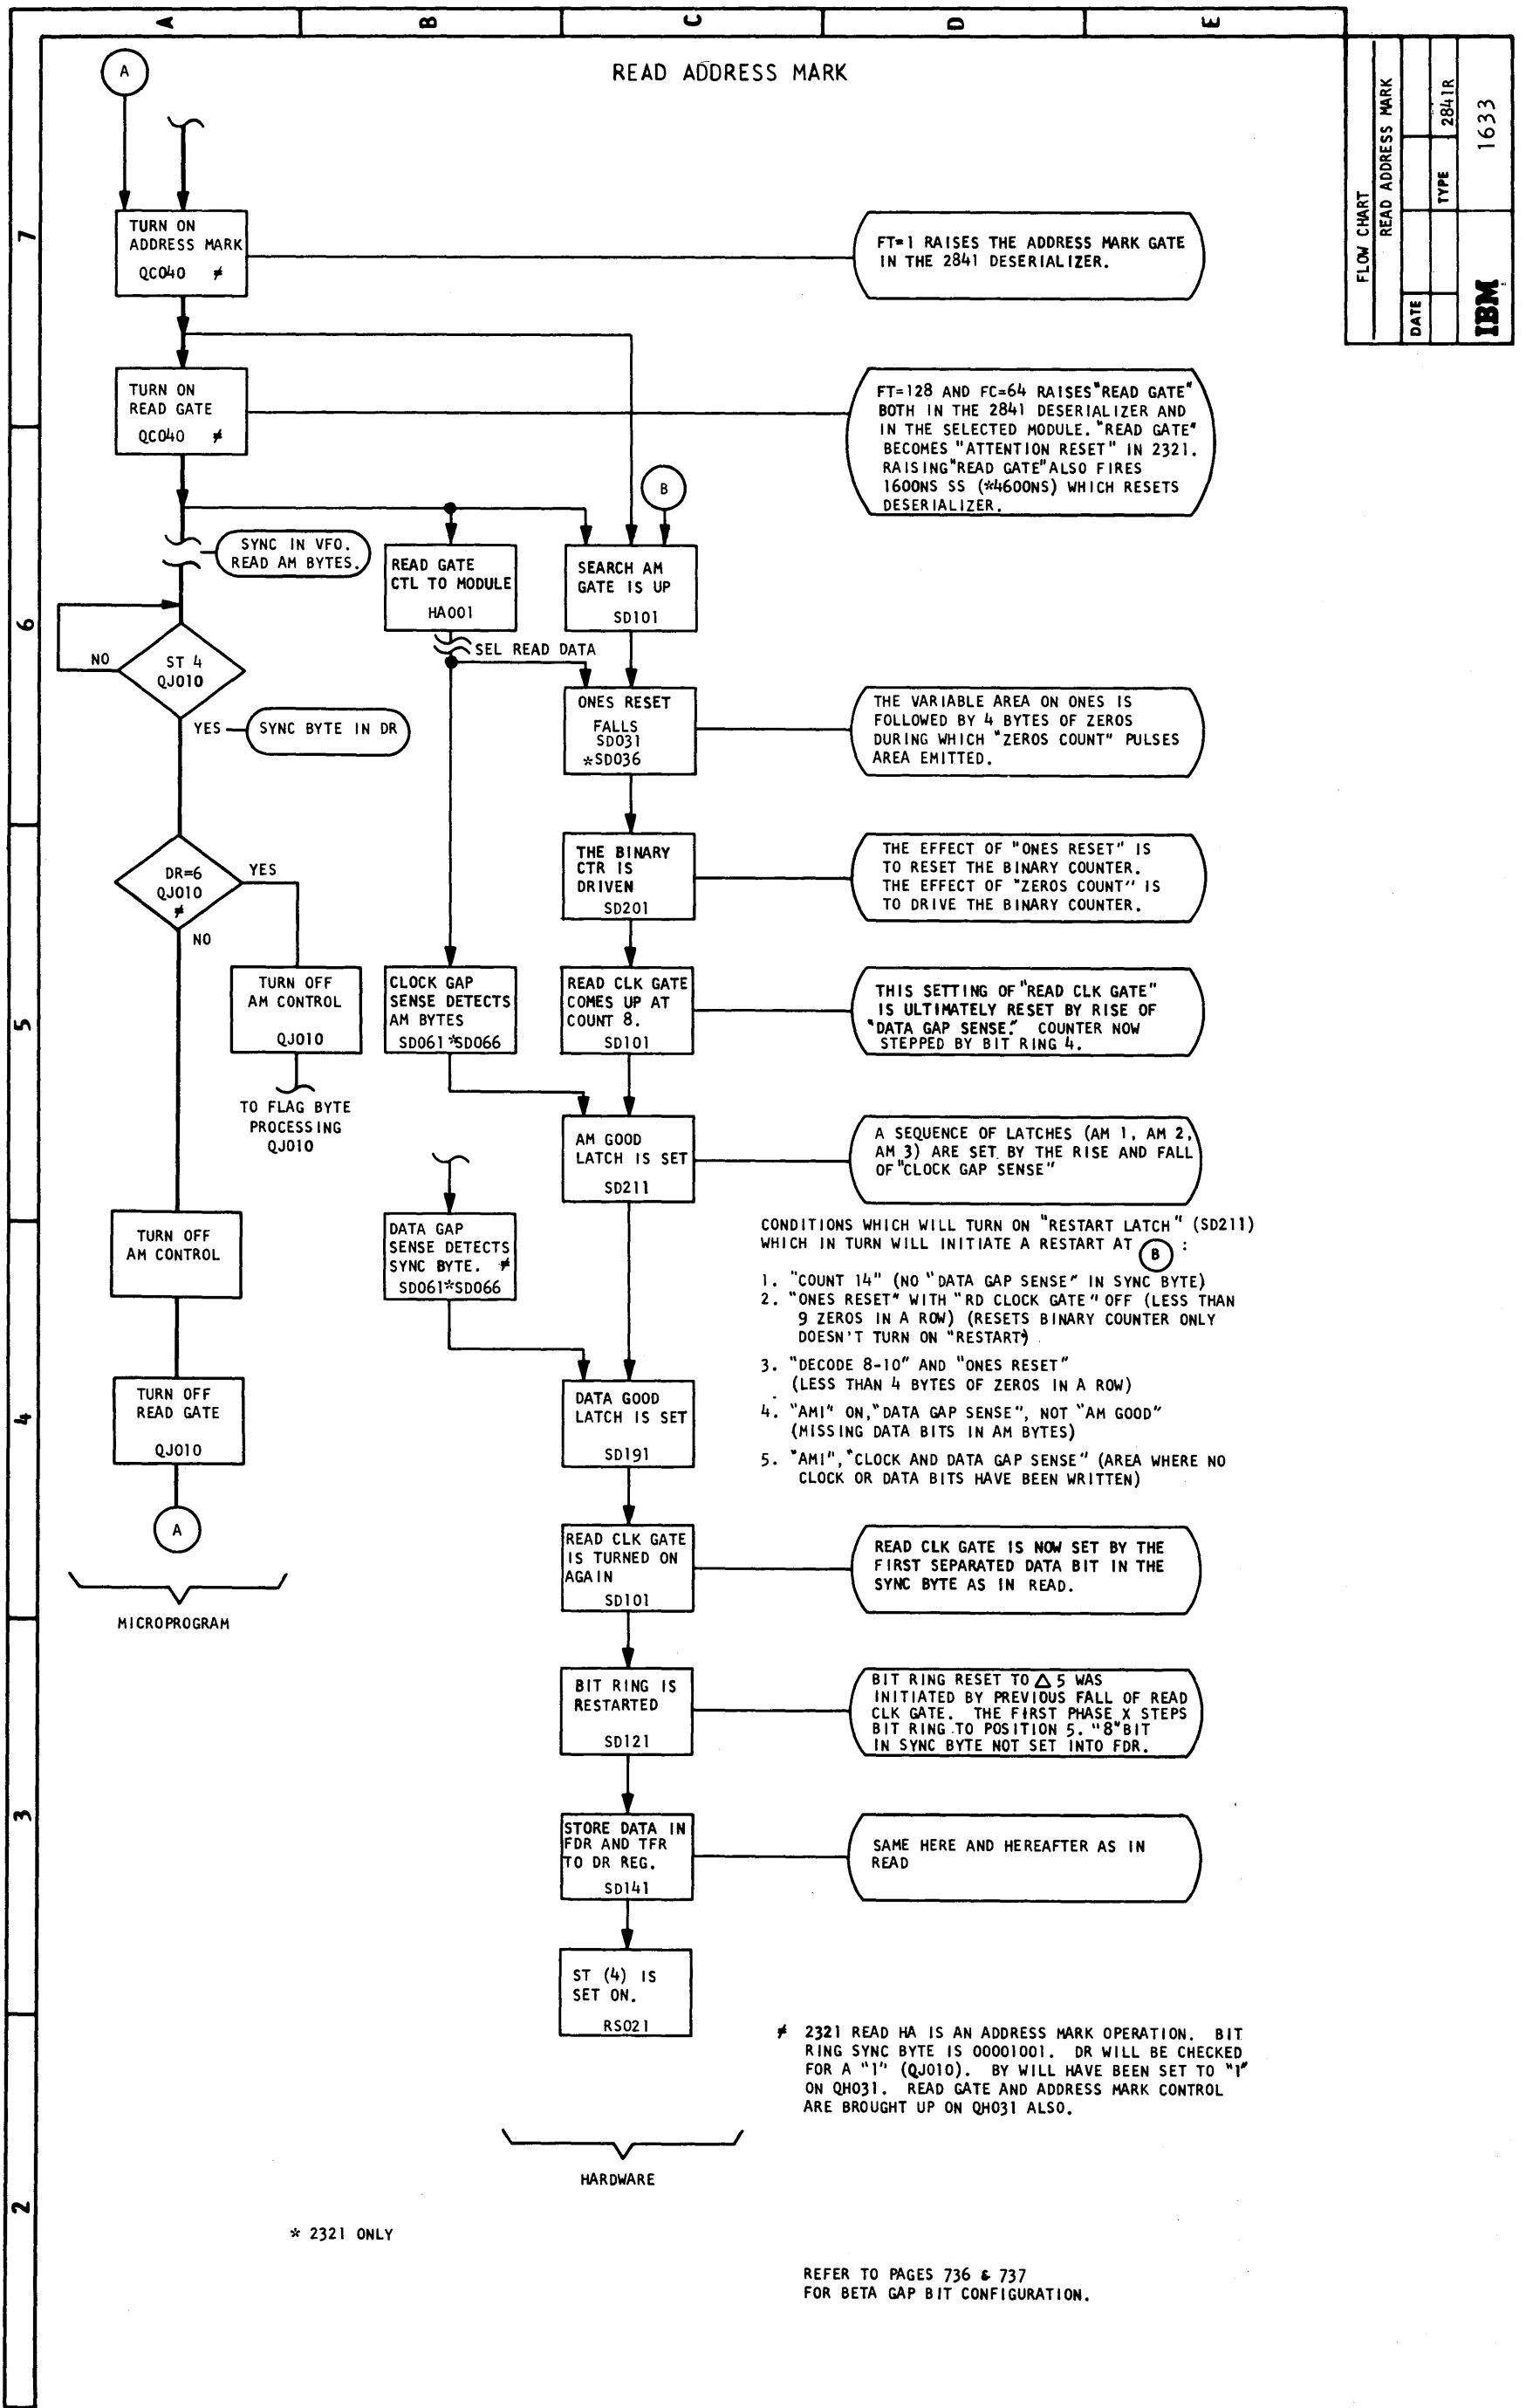 A
B
C
D
E
7
6
5
4
3
2
FLOW CHART
READ ADDRESS MARK
DATE
TYPE
2841R
IBM
1633
READ ADDRESS MARK
A
TURN ON
ADDRESS MARK
QC040 ≠
FT=1 RAISES THE ADDRESS MARK GATE
IN THE 2841 DESERIALIZER.
TURN ON
READ GATE
QC040 ≠
FT=128 AND FC=64 RAISES "READ GATE"
BOTH IN THE 2841 DESERIALIZER AND
IN THE SELECTED MODULE. "READ GATE"
BECOMES "ATTENTION RESET" IN 2321.
RAISING "READ GATE" ALSO FIRES
1600NS SS (*4600NS) WHICH RESETS
DESERIALIZER.
B
SYNC IN VFO.
READ AM BYTES.
READ GATE
CTL TO MODULE
HA001
SEARCH AM
GATE IS UP
SD101
SEL READ DATA
NO
ST 4
QJ010
YES
SYNC BYTE IN DR
ONES RESET
FALLS
SD031
*SD036
THE VARIABLE AREA ON ONES IS
FOLLOWED BY 4 BYTES OF ZEROS
DURING WHICH "ZEROS COUNT" PULSES
AREA EMITTED.
DR=6
QJ010
≠
YES
NO
THE BINARY
CTR IS
DRIVEN
SD201
THE EFFECT OF "ONES RESET" IS
TO RESET THE BINARY COUNTER.
THE EFFECT OF "ZEROS COUNT" IS
TO DRIVE THE BINARY COUNTER.
TURN OFF
AM CONTROL
QJ010
CLOCK GAP
SENSE DETECTS
AM BYTES
SD061*SD066
READ CLK GATE
COMES UP AT
COUNT 8.
SD101
THIS SETTING OF "READ CLK GATE"
IS ULTIMATELY RESET BY RISE OF
"DATA GAP SENSE." COUNTER NOW
STEPPED BY BIT RING 4.
TO FLAG BYTE
PROCESSING
QJ010
AM GOOD
LATCH IS SET
SD211
A SEQUENCE OF LATCHES (AM 1, AM 2,
AM 3) ARE SET BY THE RISE AND FALL
OF "CLOCK GAP SENSE"
TURN OFF
AM CONTROL
DATA GAP
SENSE DETECTS
SYNC BYTE. ≠
SD061*SD066
CONDITIONS WHICH WILL TURN ON "RESTART LATCH" (SD211)
WHICH IN TURN WILL INITIATE A RESTART AT B :
1. "COUNT 14" (NO "DATA GAP SENSE" IN SYNC BYTE)
2. "ONES RESET" WITH "RD CLOCK GATE" OFF (LESS THAN
9 ZEROS IN A ROW) (RESETS BINARY COUNTER ONLY
DOESN'T TURN ON "RESTART")
3. "DECODE 8-10" AND "ONES RESET"
(LESS THAN 4 BYTES OF ZEROS IN A ROW)
4. "AM1" ON, "DATA GAP SENSE", NOT "AM GOOD"
(MISSING DATA BITS IN AM BYTES)
5. "AM1", "CLOCK AND DATA GAP SENSE" (AREA WHERE NO
CLOCK OR DATA BITS HAVE BEEN WRITTEN)
TURN OFF
READ GATE
QJ010
DATA GOOD
LATCH IS SET
SD191
A
READ CLK GATE
IS TURNED ON
AGAIN
SD101
READ CLK GATE IS NOW SET BY THE
FIRST SEPARATED DATA BIT IN THE
SYNC BYTE AS IN READ.
MICROPROGRAM
BIT RING IS
RESTARTED
SD121
BIT RING RESET TO △ 5 WAS
INITIATED BY PREVIOUS FALL OF READ
CLK GATE. THE FIRST PHASE X STEPS
BIT RING TO POSITION 5. "8" BIT
IN SYNC BYTE NOT SET INTO FDR.
STORE DATA IN
FDR AND TFR
TO DR REG.
SD141
SAME HERE AND HEREAFTER AS IN
READ
ST (4) IS
SET ON.
RS021
≠ 2321 READ HA IS AN ADDRESS MARK OPERATION. BIT
RING SYNC BYTE IS 00001001. DR WILL BE CHECKED
FOR A "1" (QJ010). BY WILL HAVE BEEN SET TO "1"
ON QH031. READ GATE AND ADDRESS MARK CONTROL
ARE BROUGHT UP ON QH031 ALSO.
HARDWARE
* 2321 ONLY
REFER TO PAGES 736 & 737
FOR BETA GAP BIT CONFIGURATION.